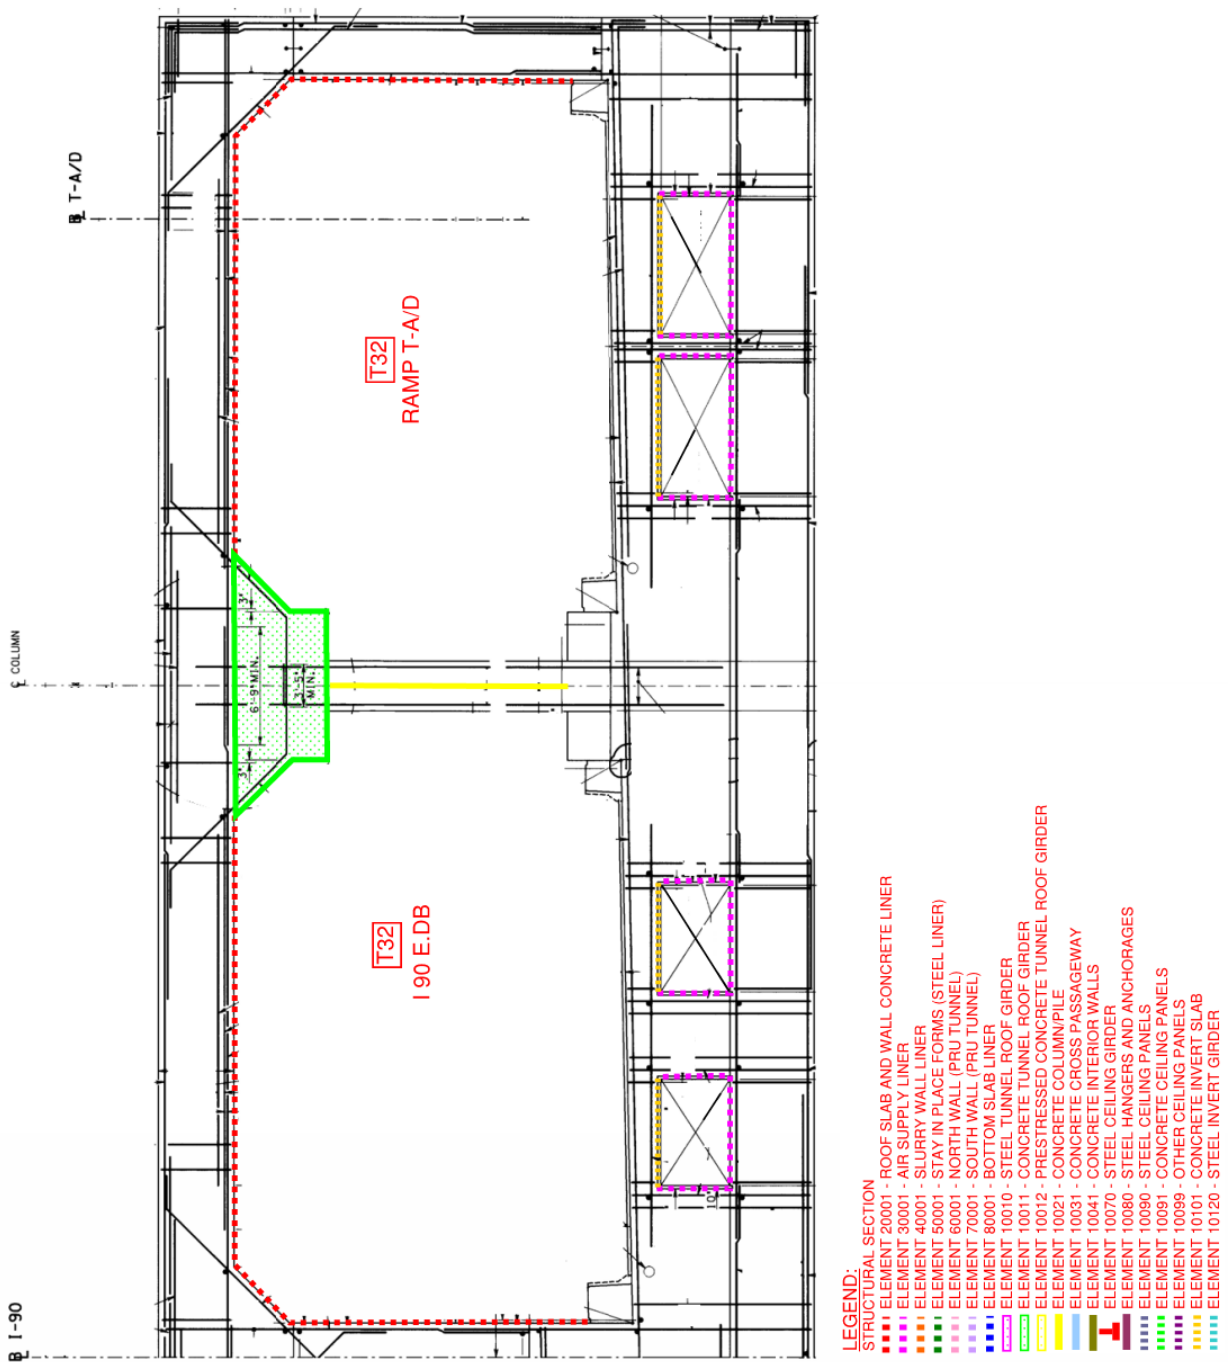 B T-A/D
T32
RAMP T-A/D
C COLUMN
3"
6'-9" MIN.
3'-5"
MIN.
3"
T32
I 90 E.DB
10"
B I-90
LEGEND:
STRUCTURAL SECTION
ELEMENT 20001 - ROOF SLAB AND WALL CONCRETE LINER
ELEMENT 30001 - AIR SUPPLY LINER
ELEMENT 40001 - SLURRY WALL LINER
ELEMENT 50001 - STAY IN PLACE FORMS (STEEL LINER)
ELEMENT 60001 - NORTH WALL (PRU TUNNEL)
ELEMENT 70001 - SOUTH WALL (PRU TUNNEL)
ELEMENT 80001 - BOTTOM SLAB LINER
ELEMENT 10010 - STEEL TUNNEL ROOF GIRDER
ELEMENT 10011 - CONCRETE TUNNEL ROOF GIRDER
ELEMENT 10012 - PRESTRESSED CONCRETE TUNNEL ROOF GIRDER
ELEMENT 10021 - CONCRETE COLUMN/PILE
ELEMENT 10031 - CONCRETE CROSS PASSAGEWAY
ELEMENT 10041 - CONCRETE INTERIOR WALLS
ELEMENT 10070 - STEEL CEILING GIRDER
ELEMENT 10080 - STEEL HANGERS AND ANCHORAGES
ELEMENT 10090 - STEEL CEILING PANELS
ELEMENT 10091 - CONCRETE CEILING PANELS
ELEMENT 10099 - OTHER CEILING PANELS
ELEMENT 10101 - CONCRETE INVERT SLAB
ELEMENT 10120 - STEEL INVERT GIRDER